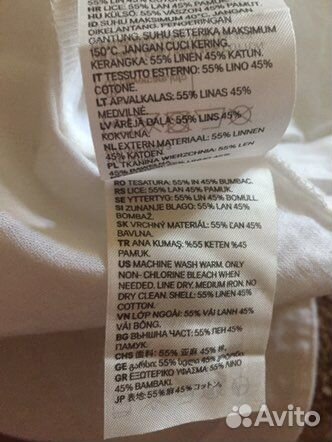 HR LICE: 55% LAN 45% PAMUK.
HU KÜLSŐ: 55% VÁSZON 45% PAMUT.
ID SUHU MAKSIMUM 40°C.
DIKELANTANG. PENGERINGAN
GANTUNG. SUHU SETERIKA MAKSIMUM
150°C. JANGAN CUCI KERING.
KERANGKA: 55% LINEN 45% KATUN.
IT TESSUTO ESTERNO: 55% LINO 45%
COTONE.
LT APVALKALAS: 55% LINAS 45%
MEDVILNĖ.
LV ĀRĒJĀ DAĻA: 55% LINS 45%
KOKVILNA.
NL EXTERN MATERIAAL: 55% LINNEN
45% KATOEN
PL TKANINA WIERZCHNIA: 55% LEN
45% BAWEŁNA
RO TESATURA: 55% IN 45% BUMBAC.
RS LICE: 55% LAN 45% PAMUK.
SE YTTERTYG: 55% LIN 45% BOMULL.
SI ZUNANJE BLAGO: 55% LAN 45%
BOMBAŽ.
SK VRCHNÝ MATERIÁL: 55% ĽAN 45%
BAVLNA.
TR ANA KUMAŞ: %55 KETEN %45
PAMUK.
US MACHINE WASH WARM. ONLY
NON- CHLORINE BLEACH WHEN
NEEDED. LINE DRY. MEDIUM IRON. NO
DRY CLEAN. SHELL: 55% LINEN 45%
COTTON.
VN LỚP NGOÀI: 55% VẢI LANH 45%
VẢI BÔNG.
BG ВЪНШНА ЧАСТ: 55% ЛЕН 45%
ПАМУК.
CHS 面料: 55% 亚麻 45% 棉,
GE გარე: 55% სელი 45%
GR ΕΞΩΤΕΡΙΚΟ ΥΦΑΣΜΑ: 55% ΛΙΝΟ
45% ΒΑΜΒΑΚΙ.
JP 表地: 55% 亜麻 45% コットン
Avito